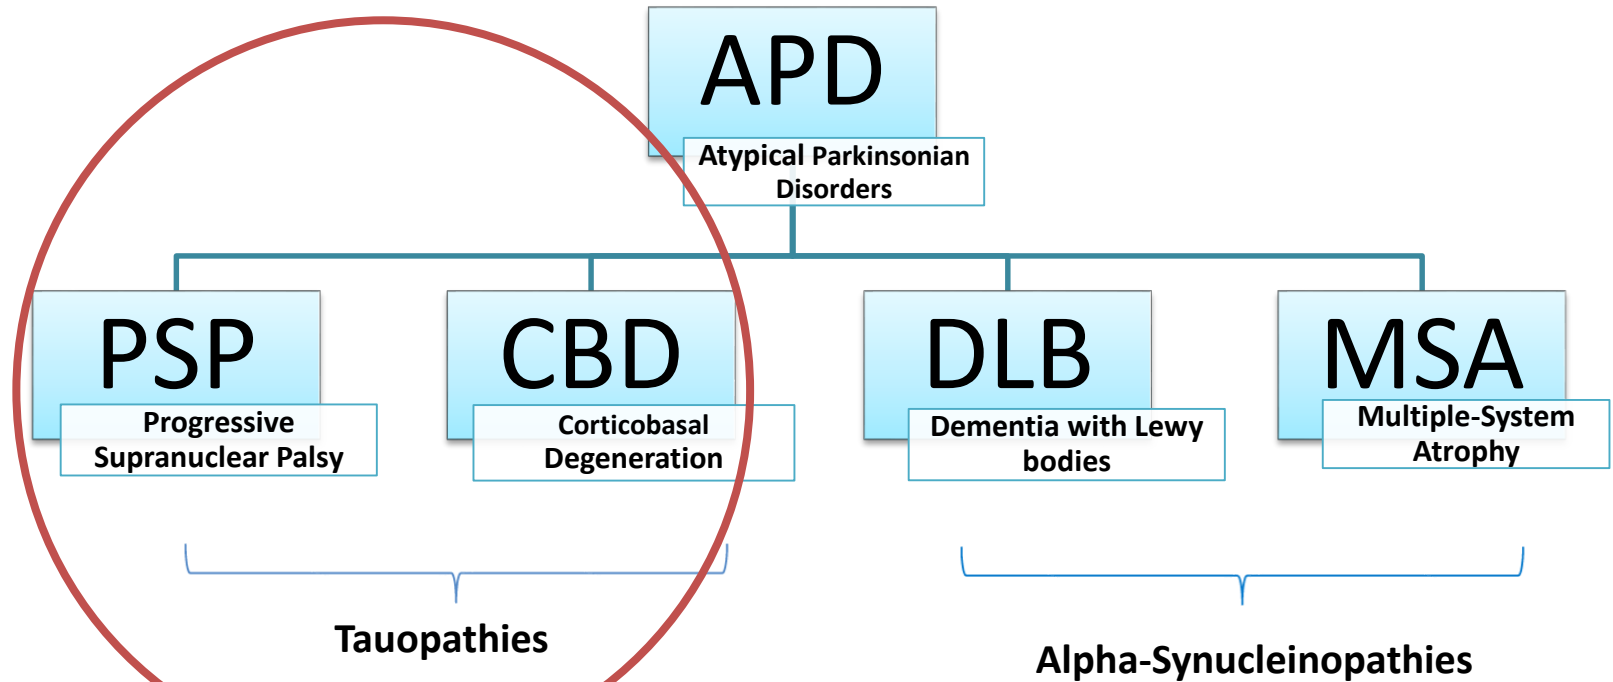 APD
Atypical Parkinsonian
Disorders
PSP
Progressive
Supranuclear Palsy
CBD
Corticobasal
Degeneration
DLB
Dementia with Lewy
bodies
MSA
Multiple-System
Atrophy
Tauopathies
Alpha-Synucleinopathies